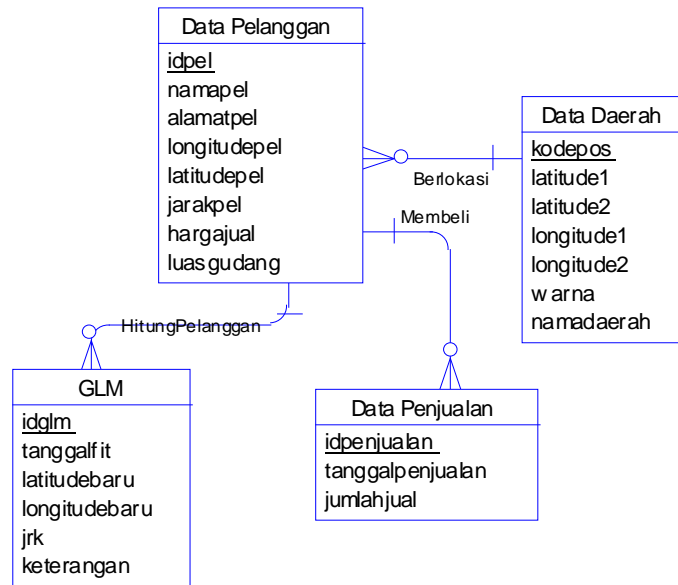 Data Pelanggan
idpel
namapel
alamatpel
longitudepel
latitudepel
jarakpel
hargajual
luasgudang
Data Daerah
kodepos
latitude1
latitude2
longitude1
longitude2
warna
namadaerah
Berlokasi
Membeli
HitungPelanggan
GLM
idglm
tanggalfit
latitudebaru
longitudebaru
jrk
keterangan
Data Penjualan
idpenjualan
tanggalpenjualan
jumlahjual